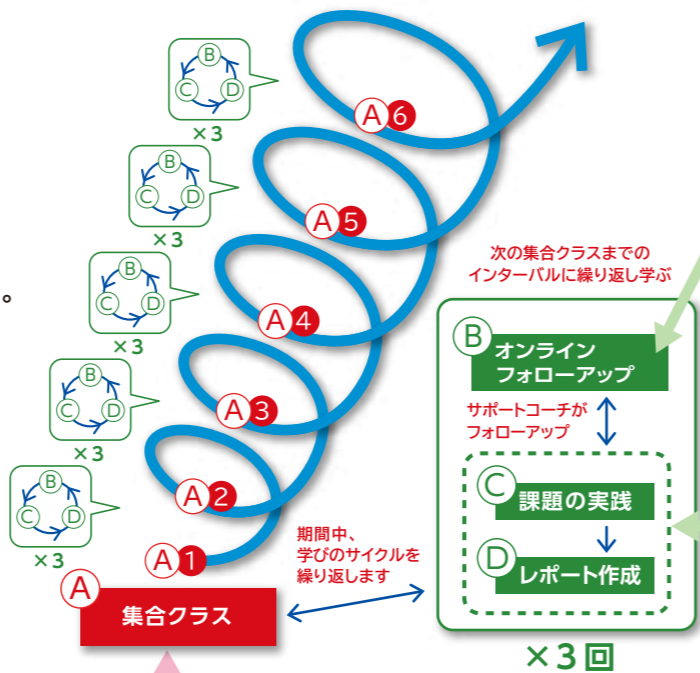 B
C D
×3
A6
B
C D
×3
A5
次の集合クラスまでの
インターバルに繰り返し学ぶ
。
B
C D
×3
A4
B オンライン
フォローアップ
サポートコーチが
フォローアップ
B
C D
×3
A3
C 課題の実践
B
C D
×3
A2
期間中、
学びのサイクルを
繰り返します
A1
D レポート作成
A
集合クラス
×3回